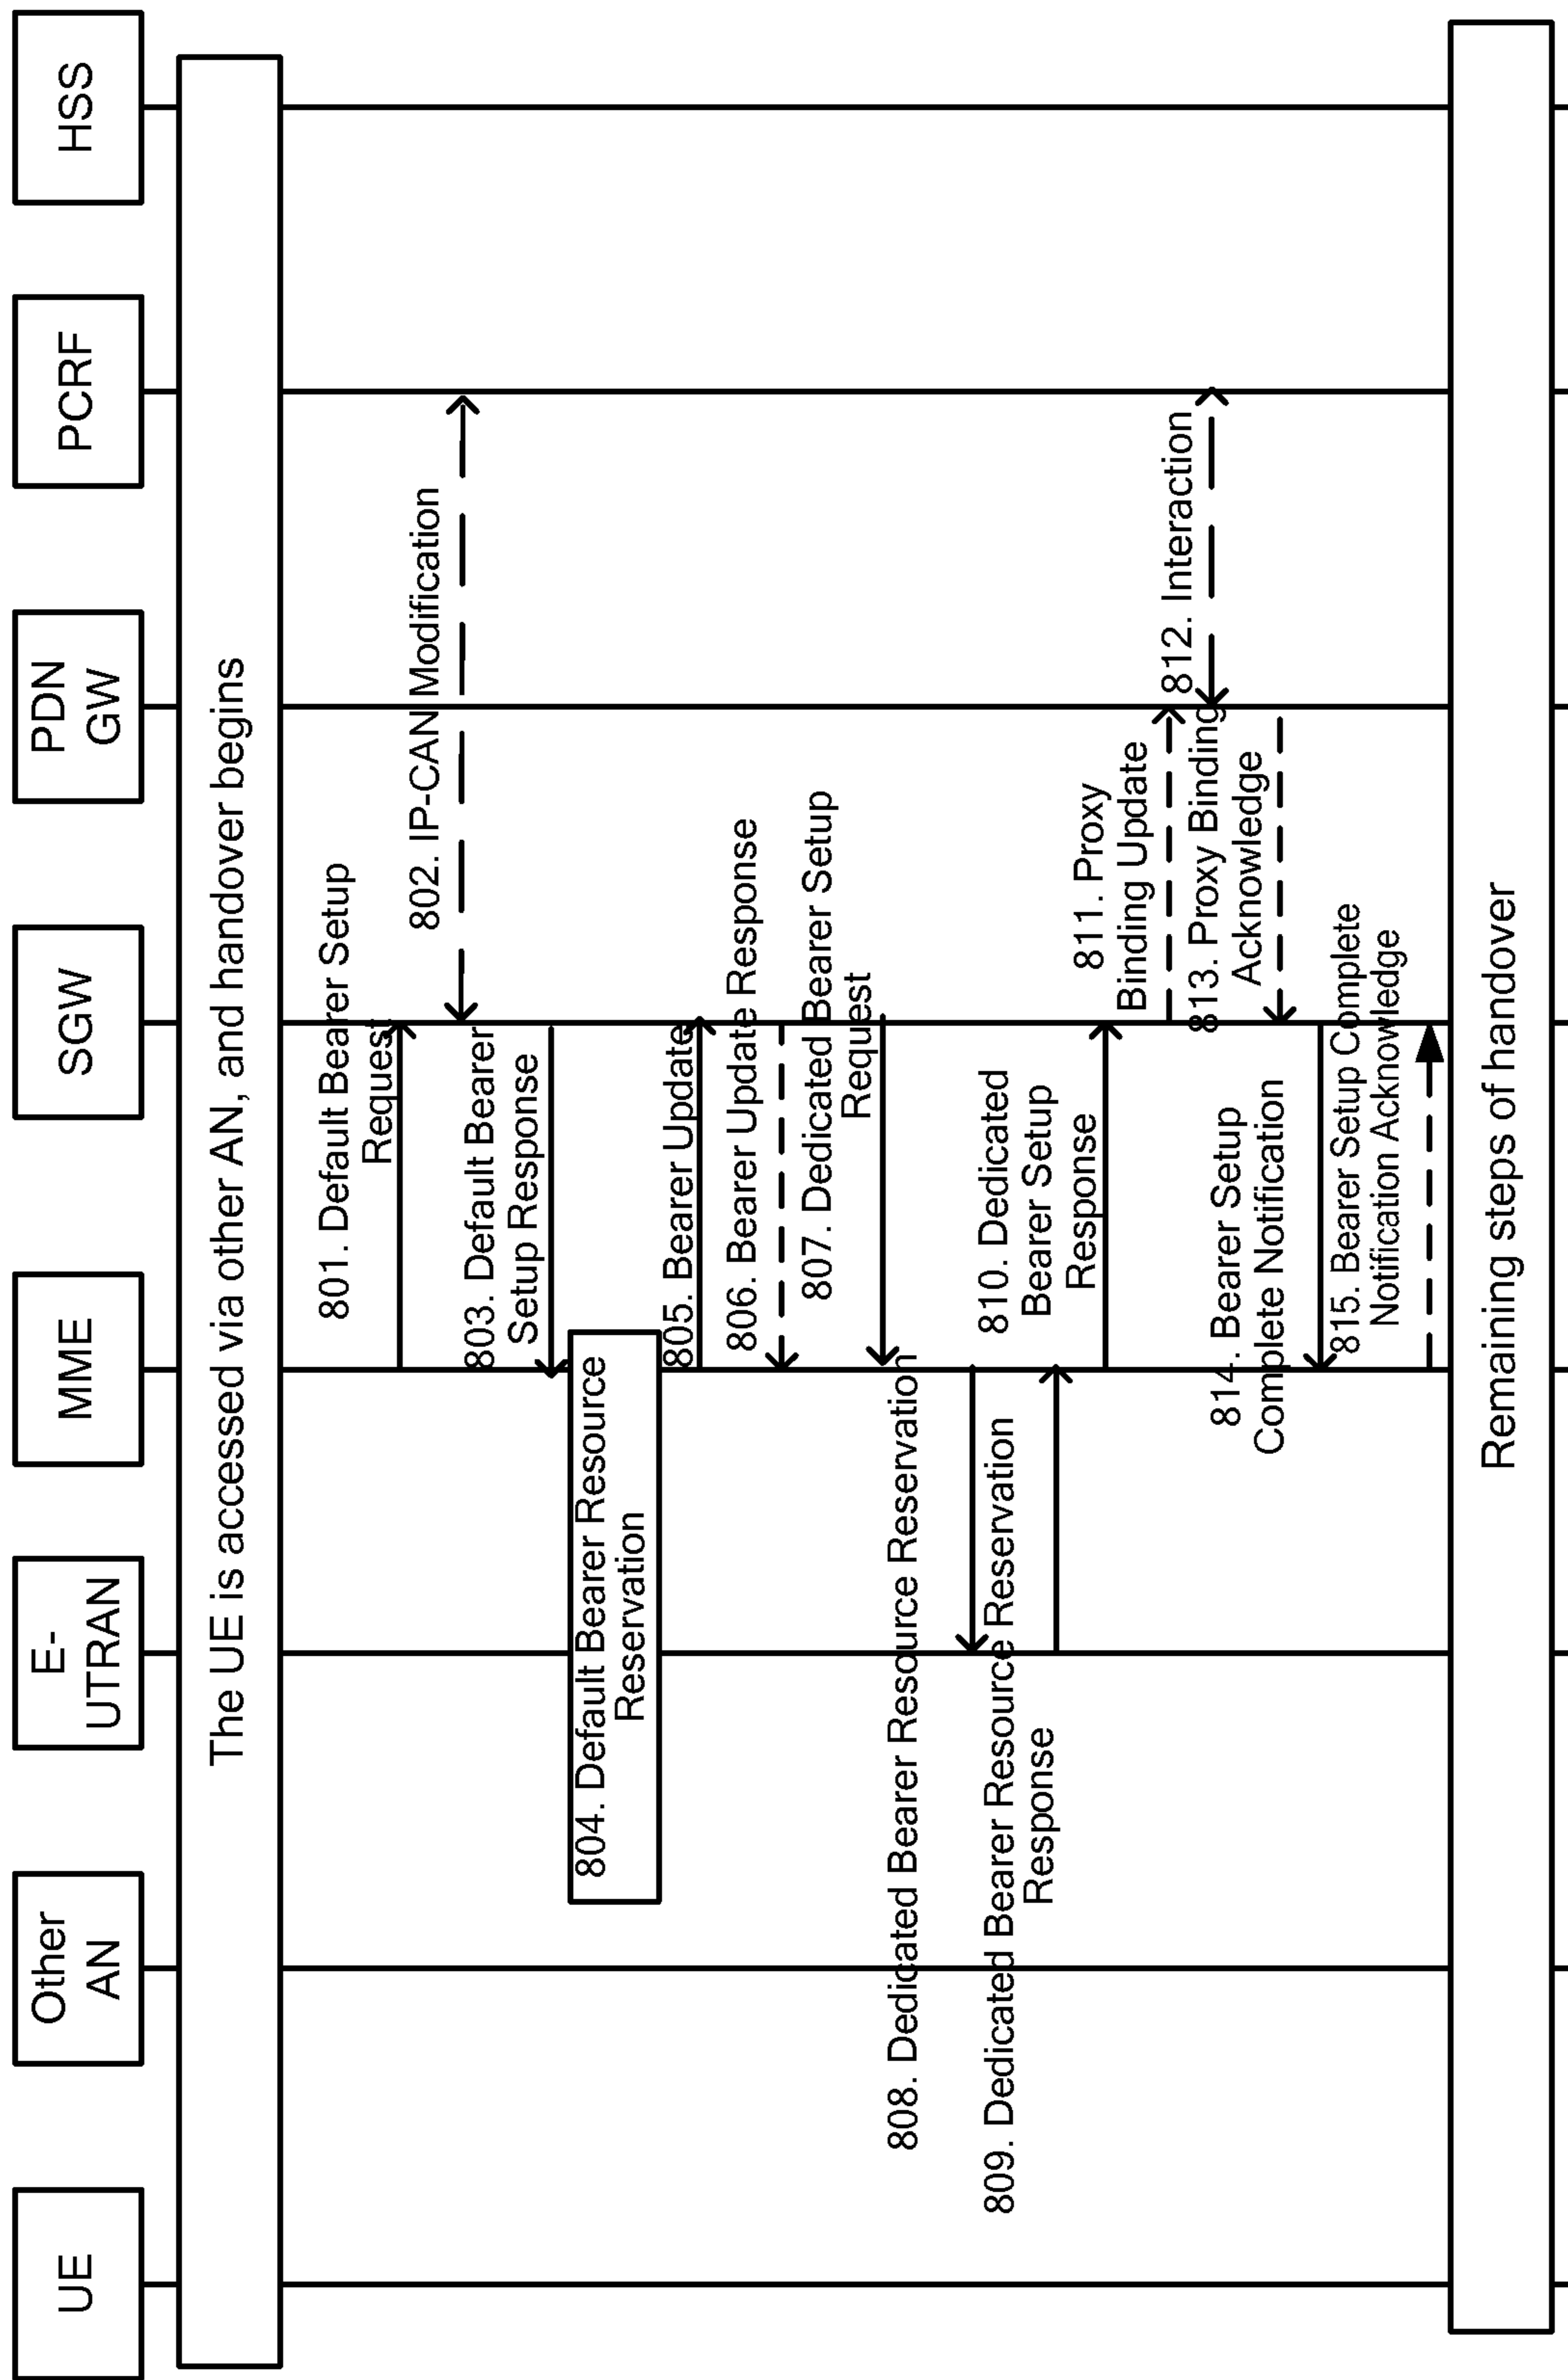 UE
Other
AN
E-
UTRAN
MME
SGW
PDN
GW
PCRF
HSS
The UE is accessed via other AN, and handover begins
801. Default Bearer Setup
Request
802. IP-CAN Modification
803. Default Bearer
Setup Response
804. Default Bearer Resource
Reservation
805. Bearer Update
806. Bearer Update Response
807. Dedicated Bearer Setup
Request
808. Dedicated Bearer Resource Reservation
809. Dedicated Bearer Resource Reservation
Response
810. Dedicated
Bearer Setup
Response
811. Proxy
Binding Update
812. Interaction
813. Proxy Binding
Acknowledge
814. Bearer Setup
Complete Notification
815. Bearer Setup Complete
Notification Acknowledge
Remaining steps of handover